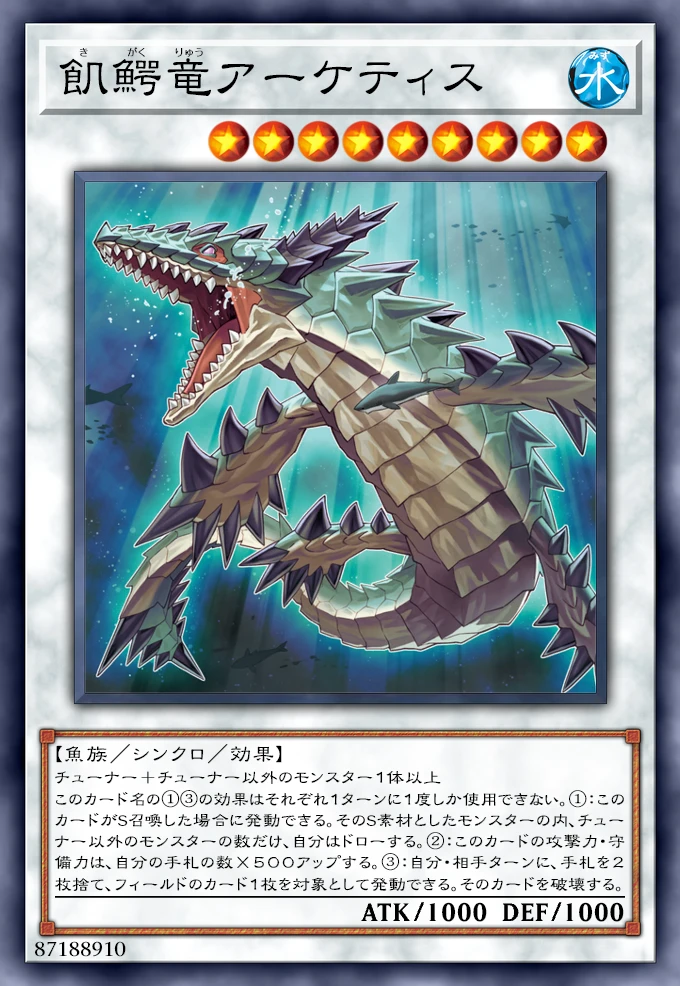 き がく りゅう
飢鰐竜アーケティス
みず
水
【魚族／シンクロ／効果】
チューナー＋チューナー以外のモンスター１体以上
このカード名の①③の効果はそれぞれ１ターンに１度しか使用できない。①：この
カードがＳ召喚した場合に発動できる。そのＳ素材としたモンスターの内、チュー
ナー以外のモンスターの数だけ、自分はドローする。②：このカードの攻撃力・守
備力は、自分の手札の数×５００アップする。③：自分・相手ターンに、手札を２
枚捨て、フィールドのカード１枚を対象として発動できる。そのカードを破壊する。
ATK/1000 DEF/1000
87188910